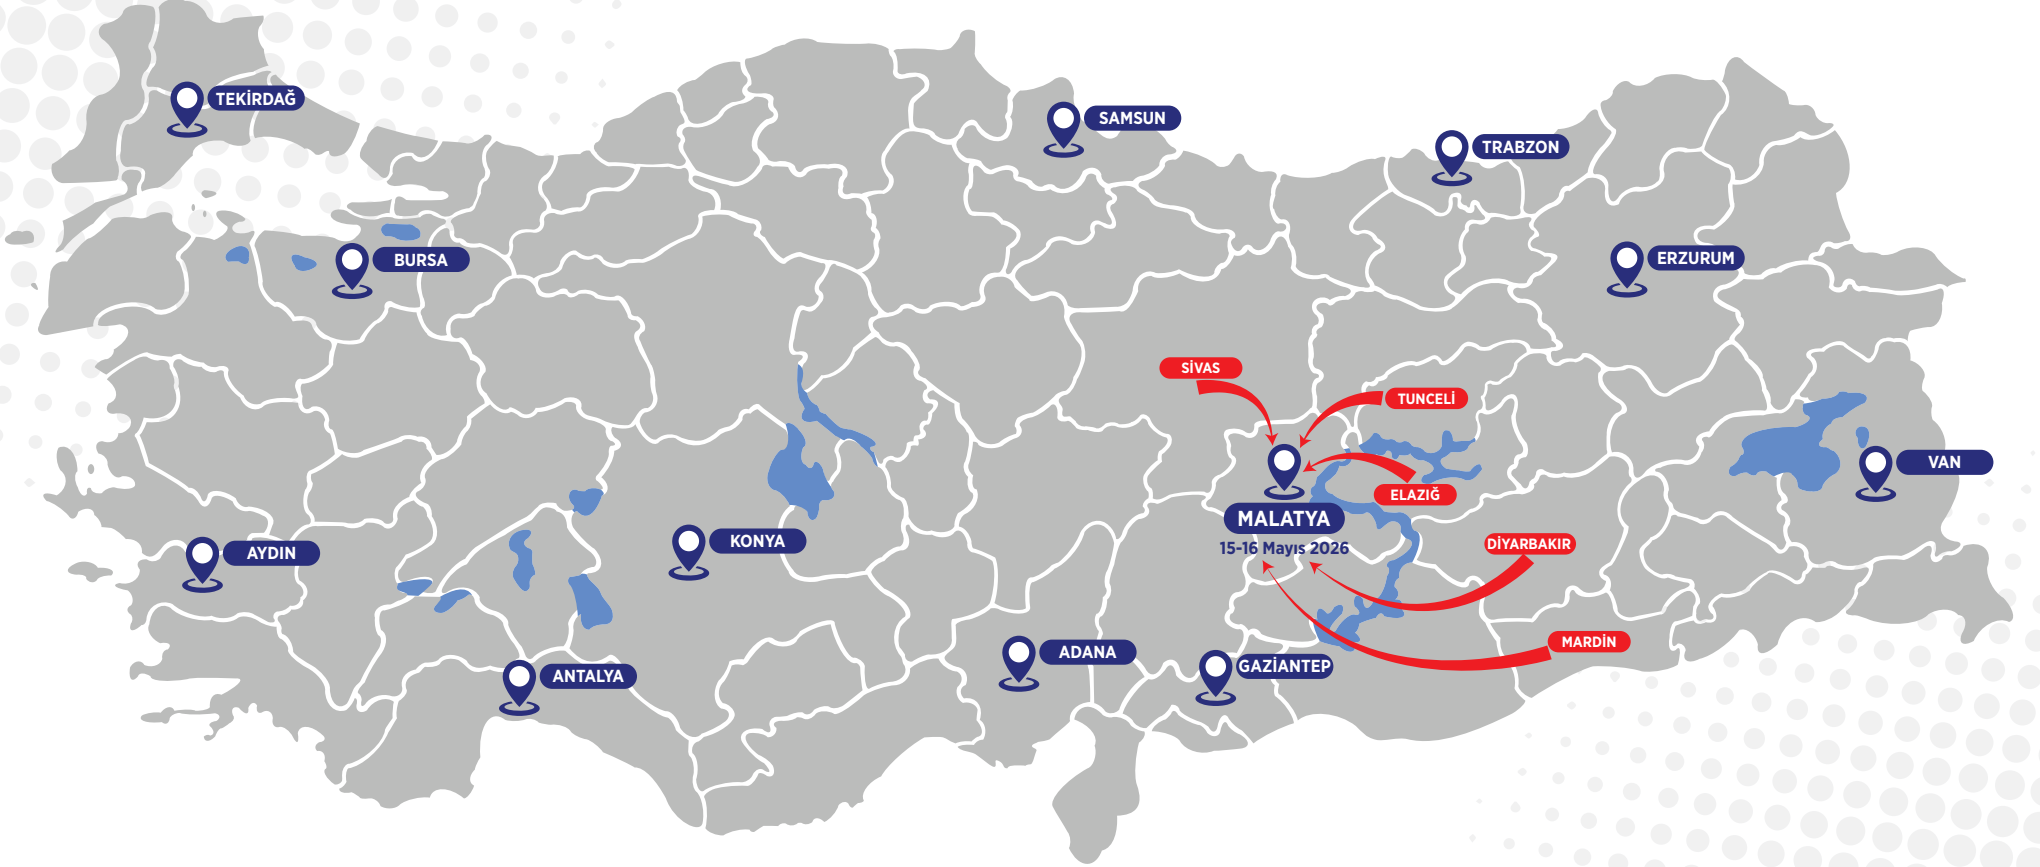 TEKİRDAĞ
SAMSUN
TRABZON
BURSA
ERZURUM
SİVAS
TUNCELİ
VAN
ELAZIĞ
MALATYA
15-16 Mayıs 2026
KONYA
DİYARBAKIR
AYDIN
MARDİN
ADANA
GAZİANTEP
ANTALYA